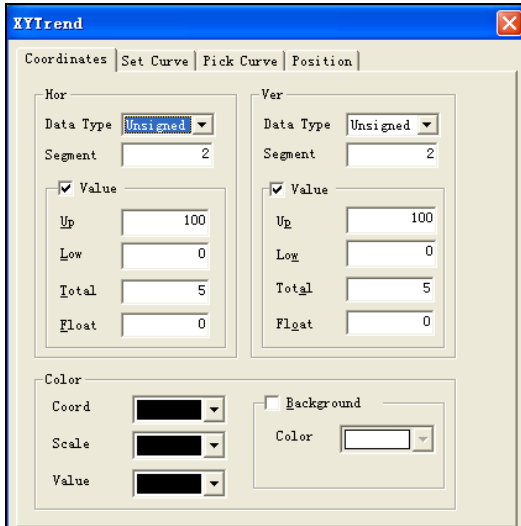 XYTrend
Coordinates Set Curve Pick Curve Position
Hor
Data Type Unsigned
Segment 2
Value
Up 100
Low 0
Total 5
Float 0
Ver
Data Type Unsigned
Segment 2
Value
Up 100
Low 0
Total 5
Float 0
Color
Coord
Scale
Value
Background
Color